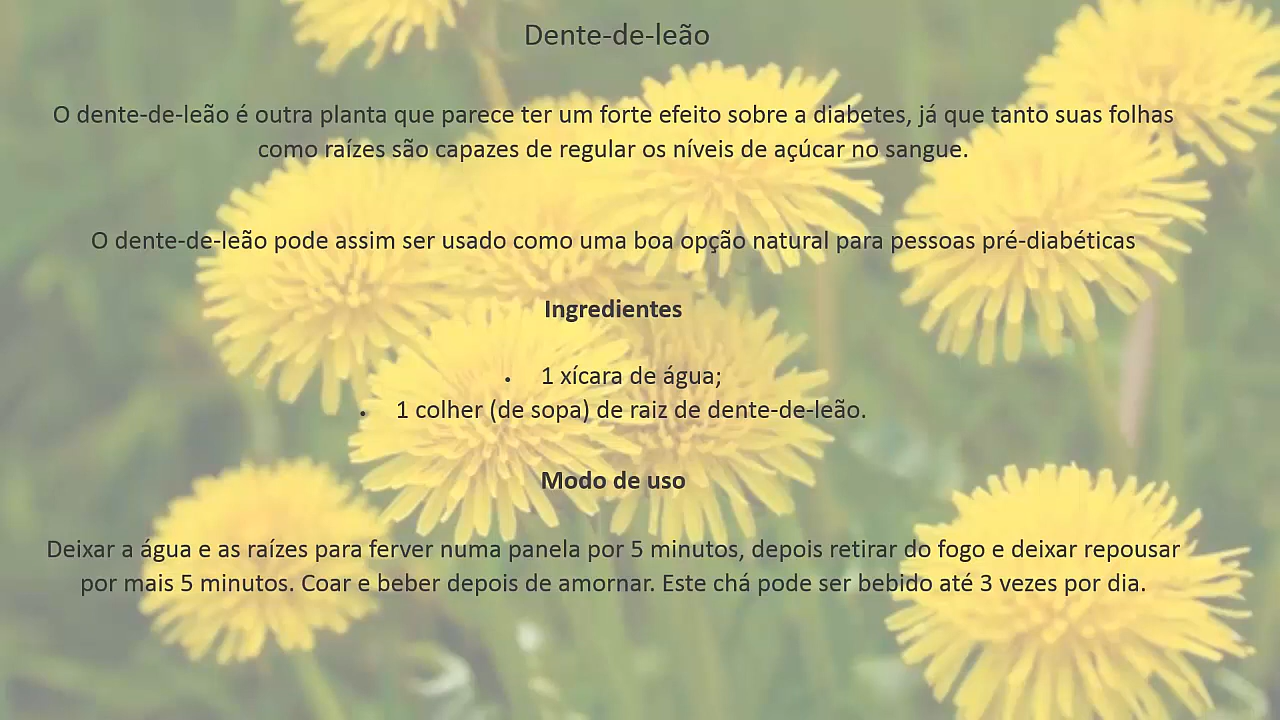 Dente-de-leão
O dente-de-leão é outra planta que parece ter um forte efeito sobre a diabetes, já que tanto suas folhas
como raízes são capazes de regular os níveis de açúcar no sangue.
O dente-de-leão pode assim ser usado como uma boa opção natural para pessoas pré-diabéticas
Ingredientes
• 1 xícara de água;
• 1 colher (de sopa) de raiz de dente-de-leão.
Modo de uso
Deixar a água e as raízes para ferver numa panela por 5 minutos, depois retirar do fogo e deixar repousar
por mais 5 minutos. Coar e beber depois de amornar. Este chá pode ser bebido até 3 vezes por dia.